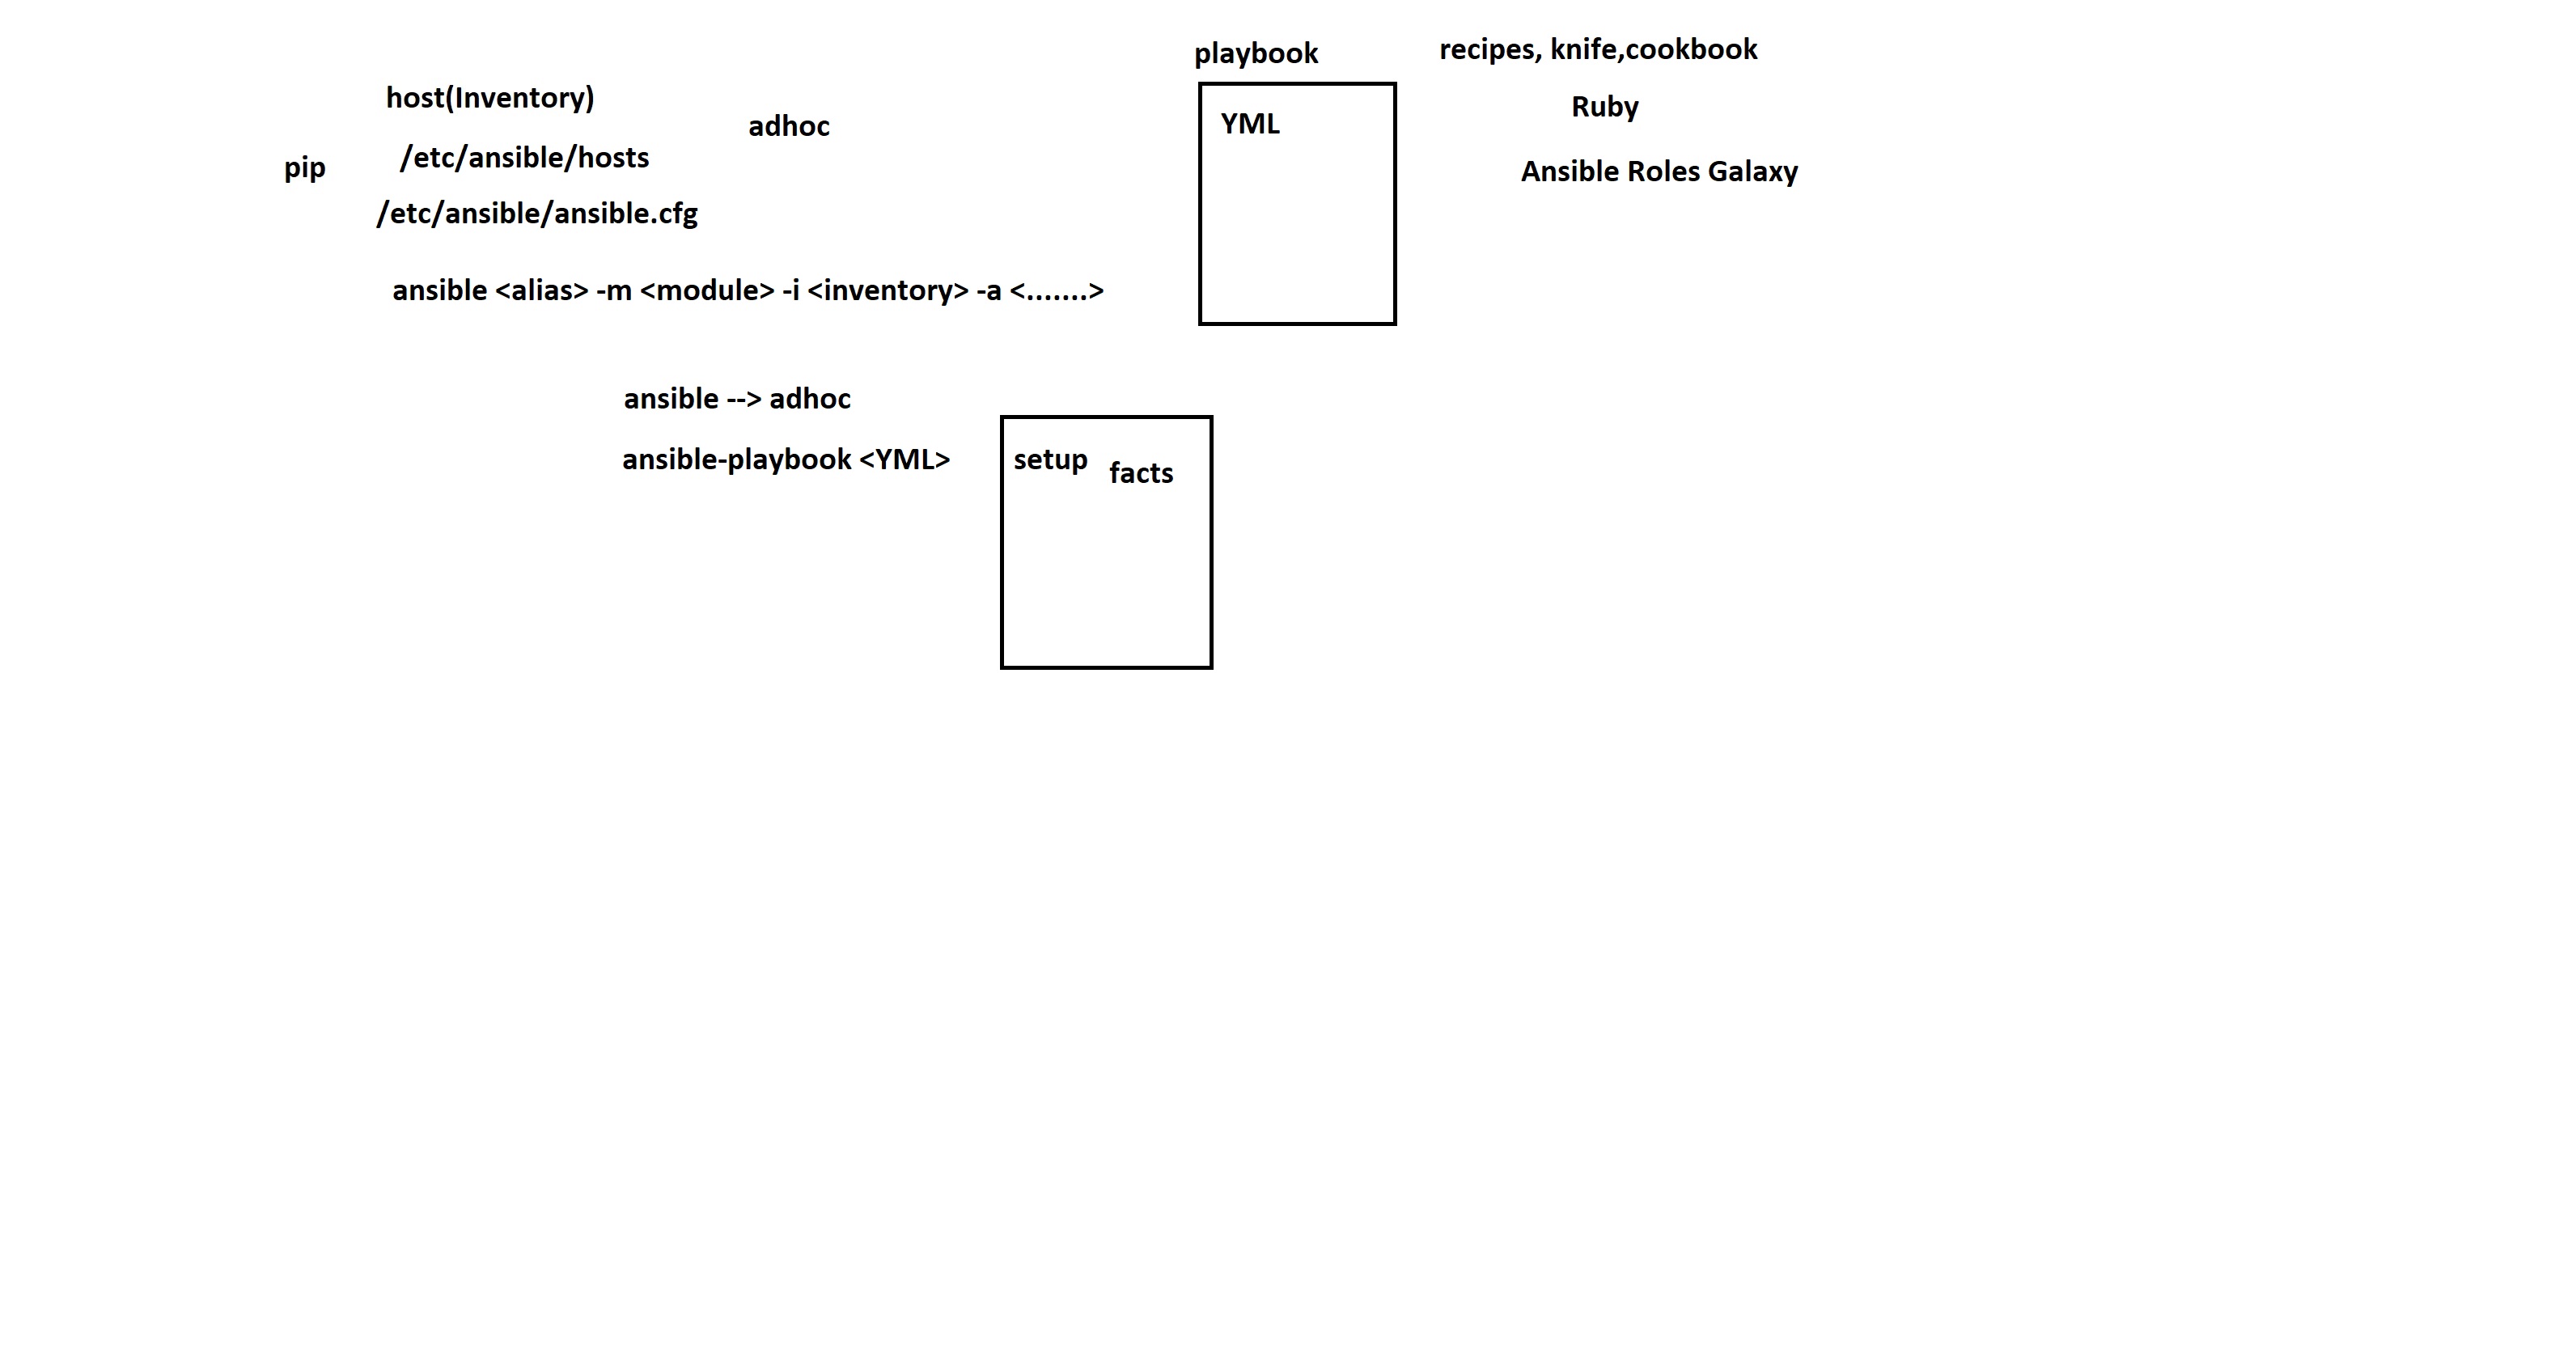 playbook
recipes, knife,cookbook
host(Inventory)
YML
Ruby
adhoc
pip
/etc/ansible/hosts
Ansible Roles Galaxy
/etc/ansible/ansible.cfg
ansible <alias> -m <module> -i <inventory> -a <.......>
ansible --> adhoc
ansible-playbook <YML>
setup
facts